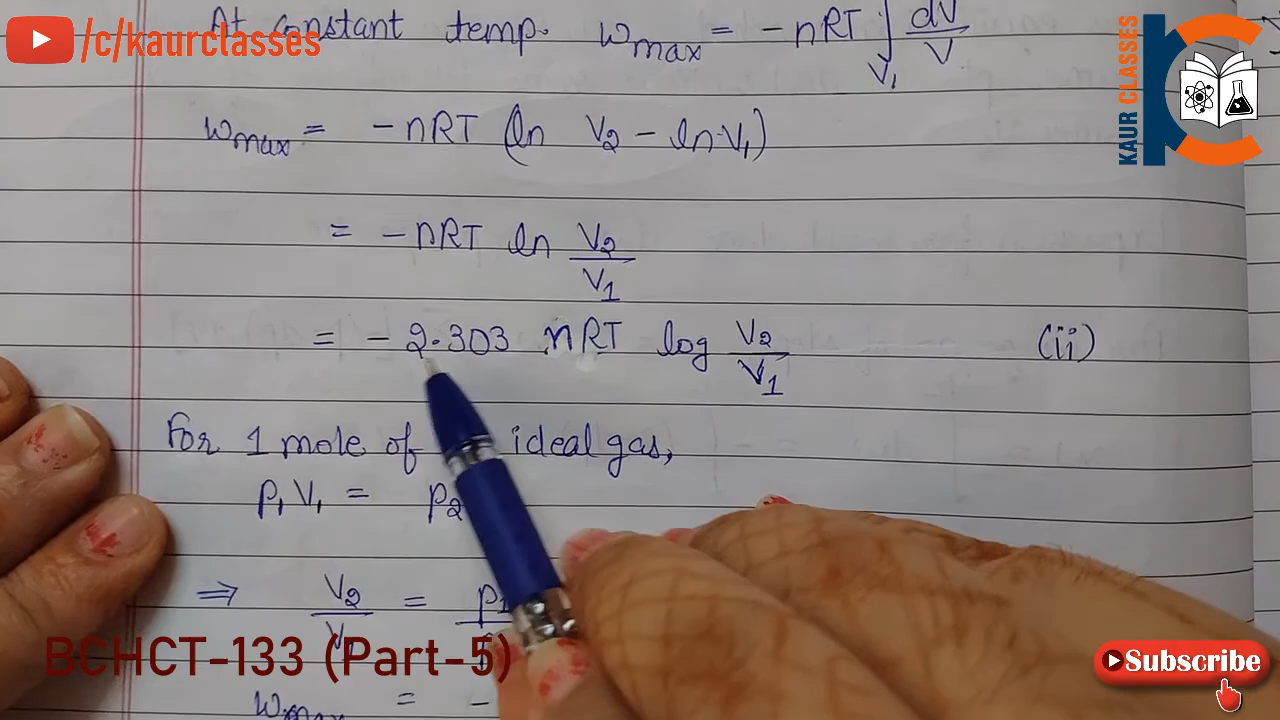 /c/kaurclasses
KAUR CLASSES
At constant temp. Wmax = -nRT ∫V1 dV/V
Wmax = -nRT (ln V2 - ln V1)
= -nRT ln V2/V1
= -2.303 nRT log V2/V1 (ii)
For 1 mole of ideal gas,
P1V1 = P2
⇒ V2/V1 =
Wmax = -
BCHCT-133 (Part-5)
Subscribe